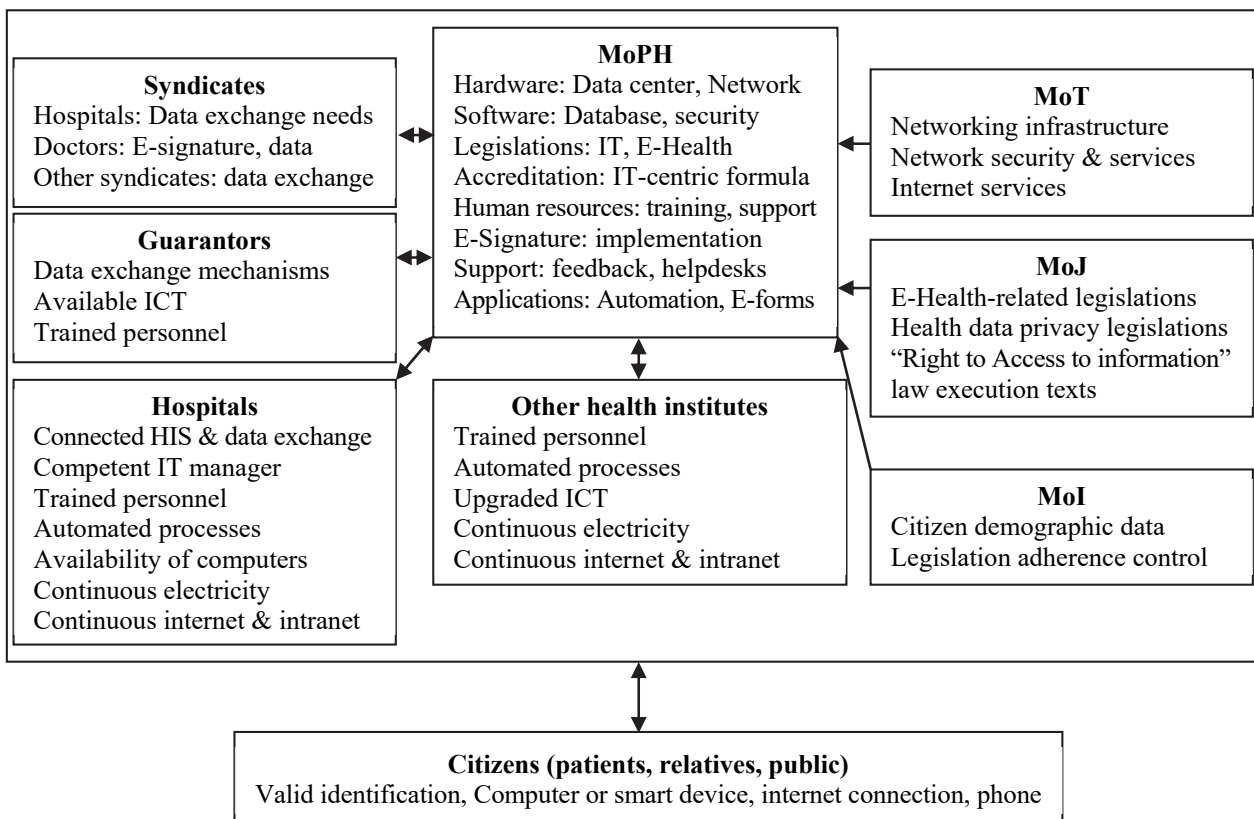 Syndicates
Hospitals: Data exchange needs
Doctors: E-signature, data
Other syndicates: data exchange
Guarantors
Data exchange mechanisms
Available ICT
Trained personnel
Hospitals
Connected HIS & data exchange
Competent IT manager
Trained personnel
Automated processes
Availability of computers
Continuous electricity
Continuous internet & intranet
MoPH
Hardware: Data center, Network
Software: Database, security
Legislations: IT, E-Health
Accreditation: IT-centric formula
Human resources: training, support
E-Signature: implementation
Support: feedback, helpdesks
Applications: Automation, E-forms
Other health institutes
Trained personnel
Automated processes
Upgraded ICT
Continuous electricity
Continuous internet & intranet
MoT
Networking infrastructure
Network security & services
Internet services
MoJ
E-Health-related legislations
Health data privacy legislations
“Right to Access to information”
law execution texts
MoI
Citizen demographic data
Legislation adherence control
Citizens (patients, relatives, public)
Valid identification, Computer or smart device, internet connection, phone